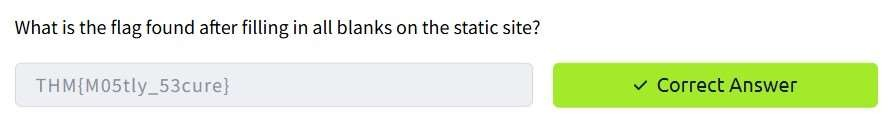 What is the flag found after filling in all blanks on the static site?
THM{M05tly_53cure}
✓ Correct Answer